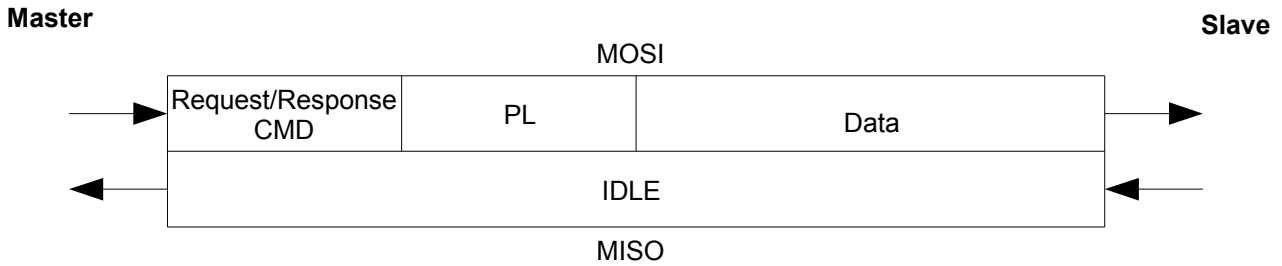 Master
Slave
MOSI
Request/Response
CMD
PL
Data
IDLE
MISO